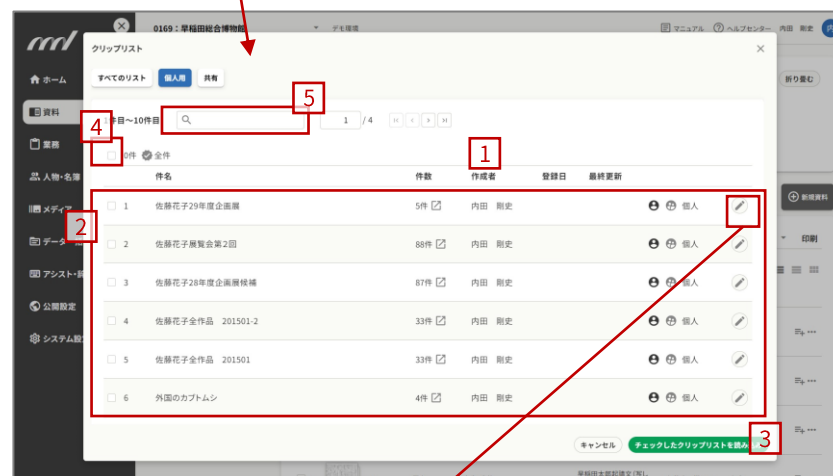 0169：早稲田総合博物館 デモ環境 マニュアル ヘルプセンター 内田 剛史 内
クリップリスト
すべてのリスト 個人用 共有
折り畳む
ホーム
資料
業務
人物・名簿
メディア
アシスト・
公開設定
システム設
5
件目～10件目
1 / 4
4
0件 全件
1
件名 件数 作成者 登録日 最終更新
2
1 佐藤花子29年度企画展 5件 内田 剛史 個人
2 佐藤花子展覧会第2回 88件 内田 剛史 個人
3 佐藤花子28年度企画展候補 87件 内田 剛史 個人
4 佐藤花子全作品 201501-2 33件 内田 剛史 個人
5 佐藤花子全作品 201501 33件 内田 剛史 個人
6 外国のカブトムシ 4件 内田 剛史 個人
新規資料
印刷
キャンセル チェックしたクリップリストを読み
3